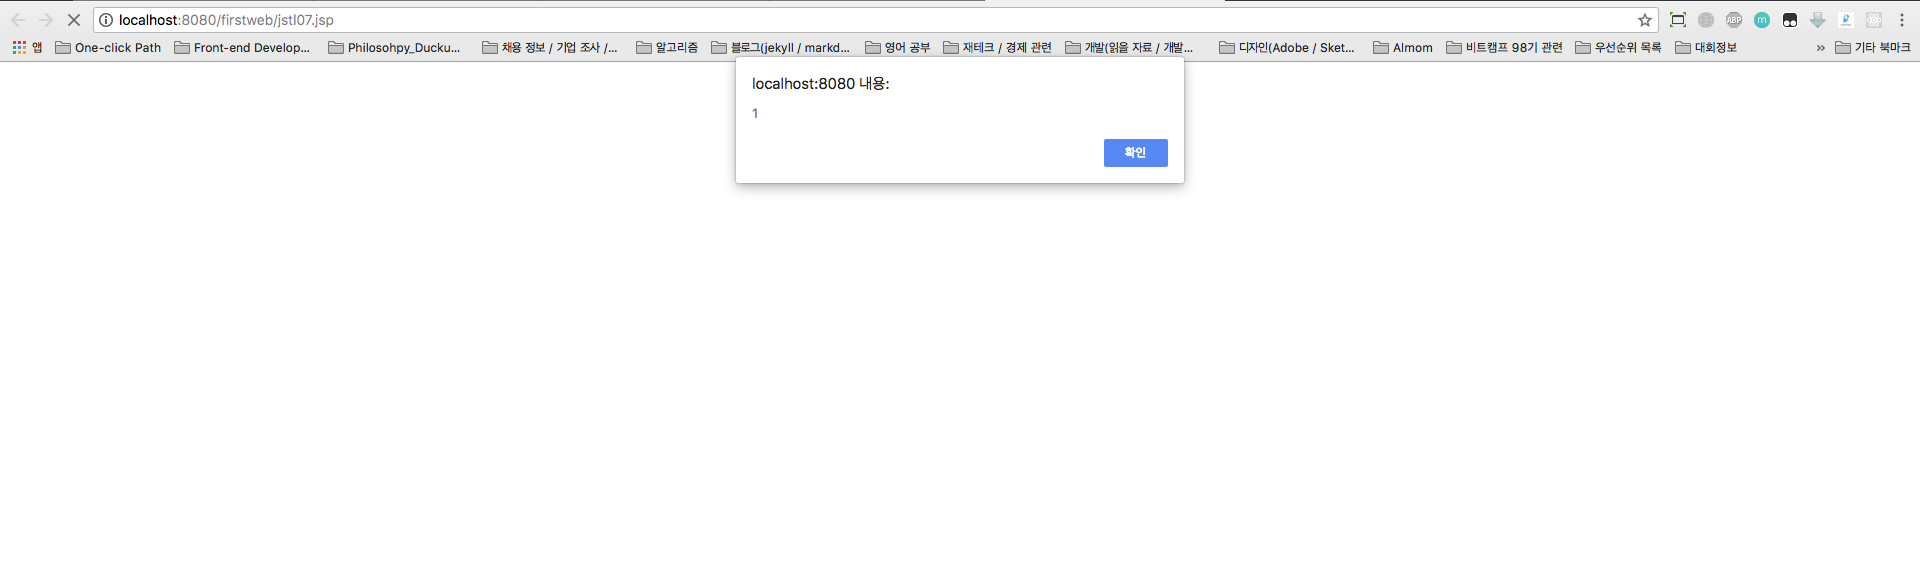 localhost:8080/firstweb/jstl07.jsp
앱 One-click Path Front-end Develop... Philosohpy_Ducku... 채용 정보 / 기업 조사 /... 알고리즘 블로그(jekyll / markd... 영어 공부 재테크 / 경제 관련 개발(읽을 자료 / 개발... 디자인(Adobe / Sket... Almom 비트캠프 98기 관련 우선순위 목록 대회정보 » 기타 북마크
localhost:8080 내용:
1
확인